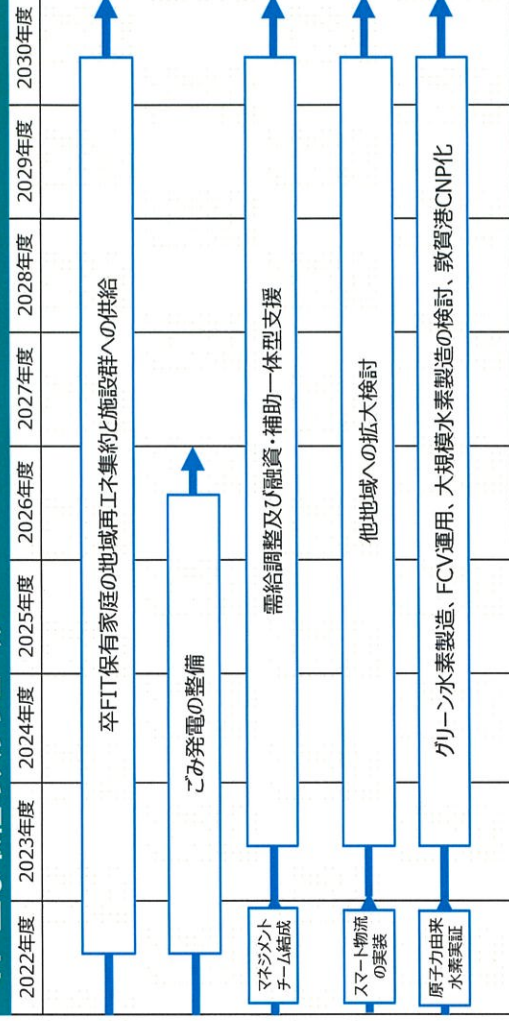 2022年度
2023年度
2024年度
2025年度
2026年度
2027年度
2028年度
2029年度
2030年度
卒FIT保有家庭の地域再エネ集約と施設群への供給
ごみ発電の整備
マネジメント
チーム結成
需給調整及び融資・補助一体型支援
スマート物流
の実装
他地域への拡大検討
原子力由来
水素実証
グリーン水素製造、FCV運用、大規模水素製造の検討、敦賀港CNP化